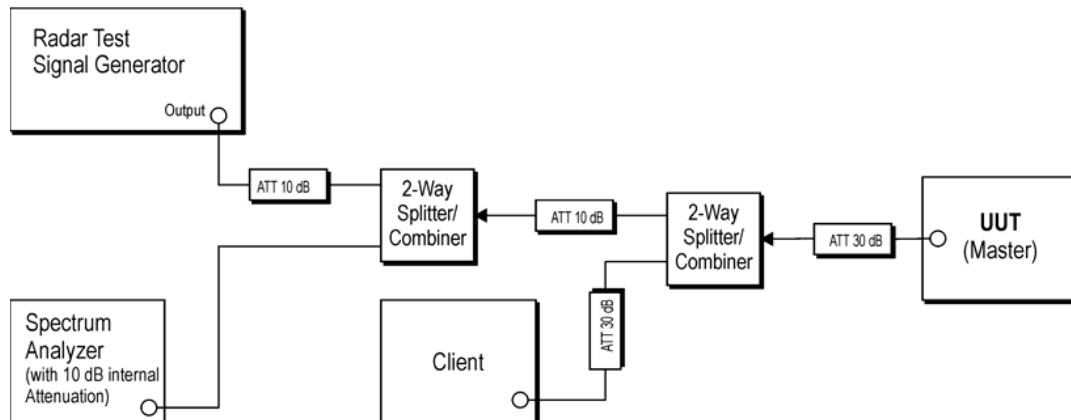 Radar Test
Signal Generator
Output
ATT 10 dB
2-Way
Splitter/
Combiner
ATT 10 dB
2-Way
Splitter/
Combiner
ATT 30 dB
UUT
(Master)
ATT 30 dB
Spectrum
Analyzer
(with 10 dB internal
Attenuation)
Client